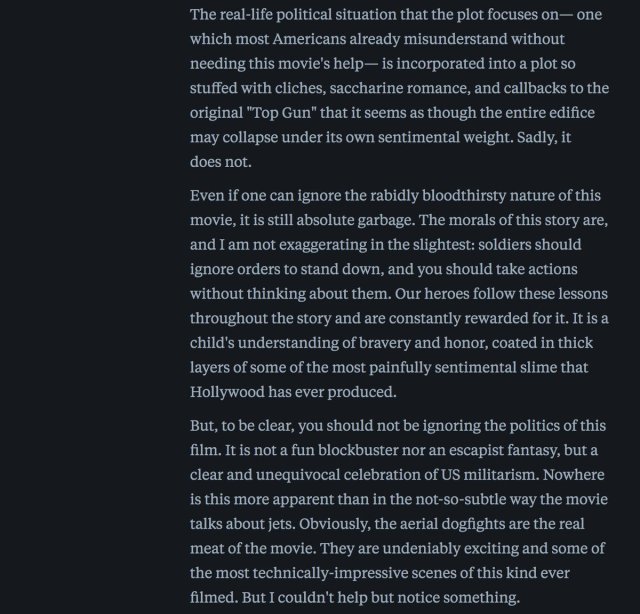 The real-life political situation that the plot focuses on— one
which most Americans already misunderstand without
needing this movie's help— is incorporated into a plot so
stuffed with cliches, saccharine romance, and callbacks to the
original "Top Gun" that it seems as though the entire edifice
may collapse under its own sentimental weight. Sadly, it
does not.
Even if one can ignore the rabidly bloodthirsty nature of this
movie, it is still absolute garbage. The morals of this story are,
and I am not exaggerating in the slightest: soldiers should
ignore orders to stand down, and you should take actions
without thinking about them. Our heroes follow these lessons
throughout the story and are constantly rewarded for it. It is a
child's understanding of bravery and honor, coated in thick
layers of some of the most painfully sentimental slime that
Hollywood has ever produced.
But, to be clear, you should not be ignoring the politics of this
film. It is not a fun blockbuster nor an escapist fantasy, but a
clear and unequivocal celebration of US militarism. Nowhere
is this more apparent than in the not-so-subtle way the movie
talks about jets. Obviously, the aerial dogfights are the real
meat of the movie. They are undeniably exciting and some of
the most technically-impressive scenes of this kind ever
filmed. But I couldn't help but notice something.